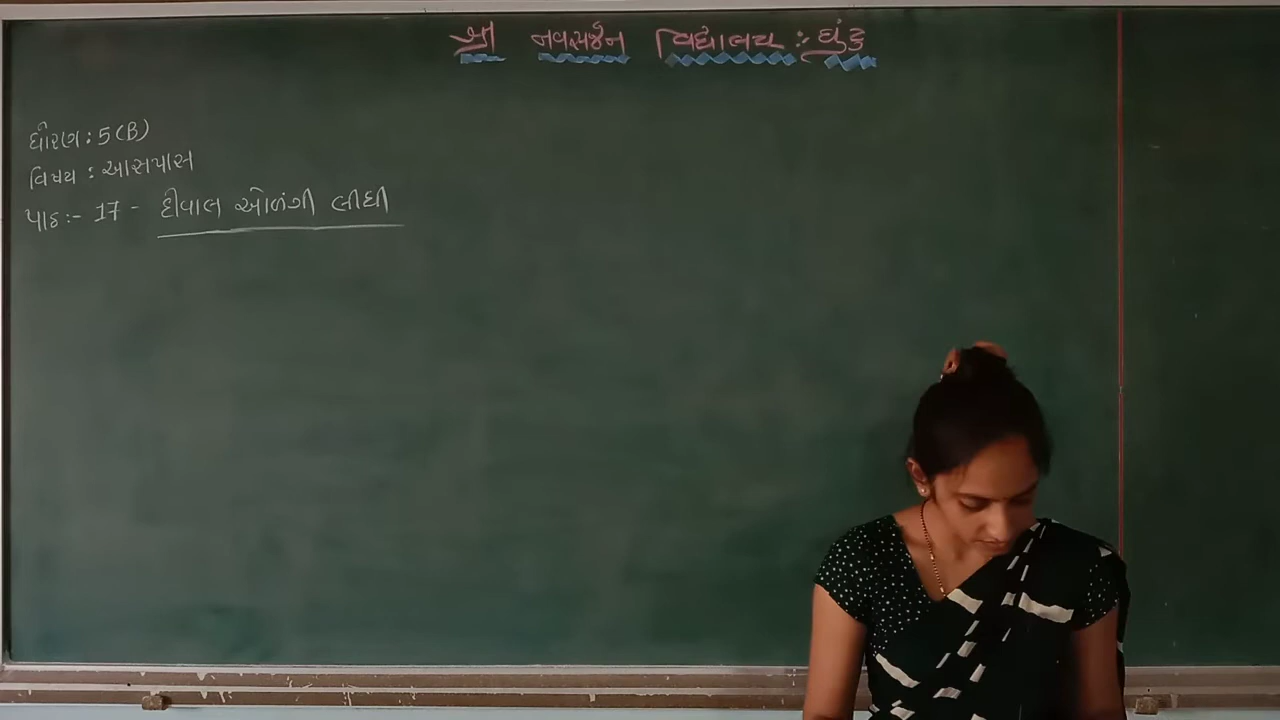 શ્રી નવસર્જન વિદ્યાલય : ઘુંટુ
ધોરણ : 5 (B)
વિષય : આસપાસ
પાઠ :- 17 - દીવાલ ઓળંગી લીધી